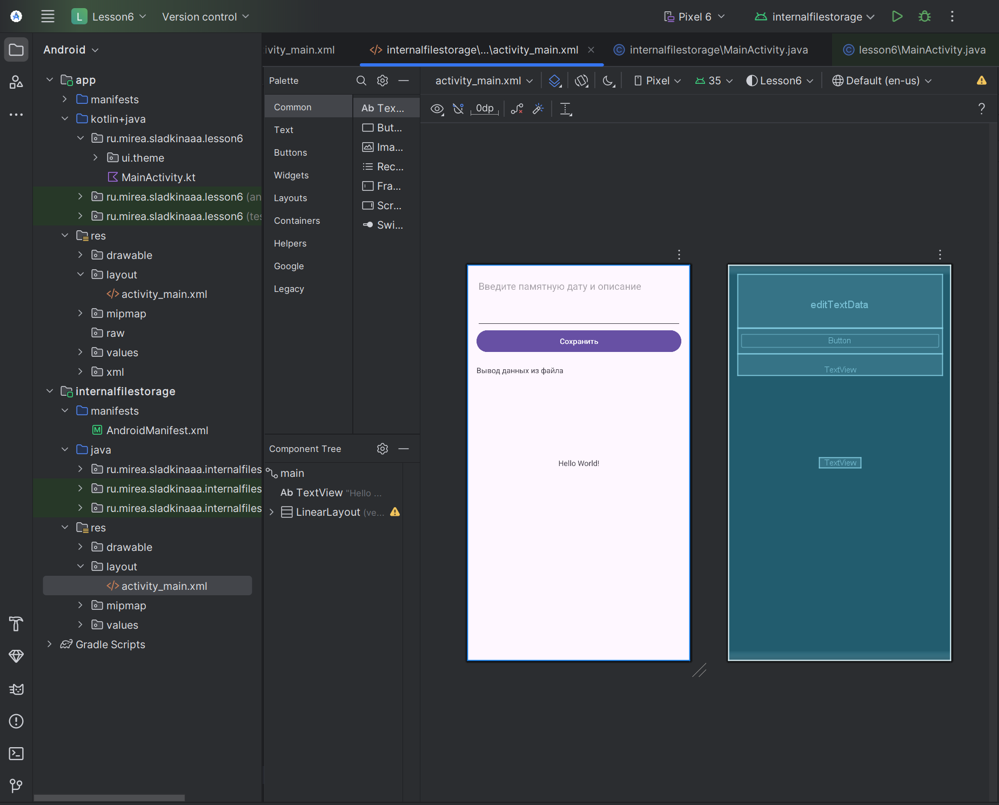 L Lesson6 Version control Pixel 6 internalfilestorage
Android
ivity_main.xml internalfilestorage\...\activity_main.xml internalfilestorage\MainActivity.java lesson6\MainActivity.java
app
manifests
kotlin+java
ru.mirea.sladkinaaa.lesson6
ui.theme
MainActivity.kt
ru.mirea.sladkinaaa.lesson6 (an
ru.mirea.sladkinaaa.lesson6 (tes
res
drawable
layout
activity_main.xml
mipmap
raw
values
xml
internalfilestorage
manifests
AndroidManifest.xml
java
ru.mirea.sladkinaaa.internalfiles
ru.mirea.sladkinaaa.internalfiles
ru.mirea.sladkinaaa.internalfiles
res
drawable
layout
activity_main.xml
mipmap
values
Gradle Scripts
Palette
Common
Text
Buttons
Widgets
Layouts
Containers
Helpers
Google
Legacy
Ab Tex...
But...
Ima...
Rec...
Fra...
Scr...
Swi...
Component Tree
main
Ab TextView "Hello ...
LinearLayout (ve...
activity_main.xml Pixel 35 Lesson6 Default (en-us)
0dp ?
Введите памятную дату и описание
Сохранить
Вывод данных из файла
Hello World!
editTextData
Button
TextView
TextView